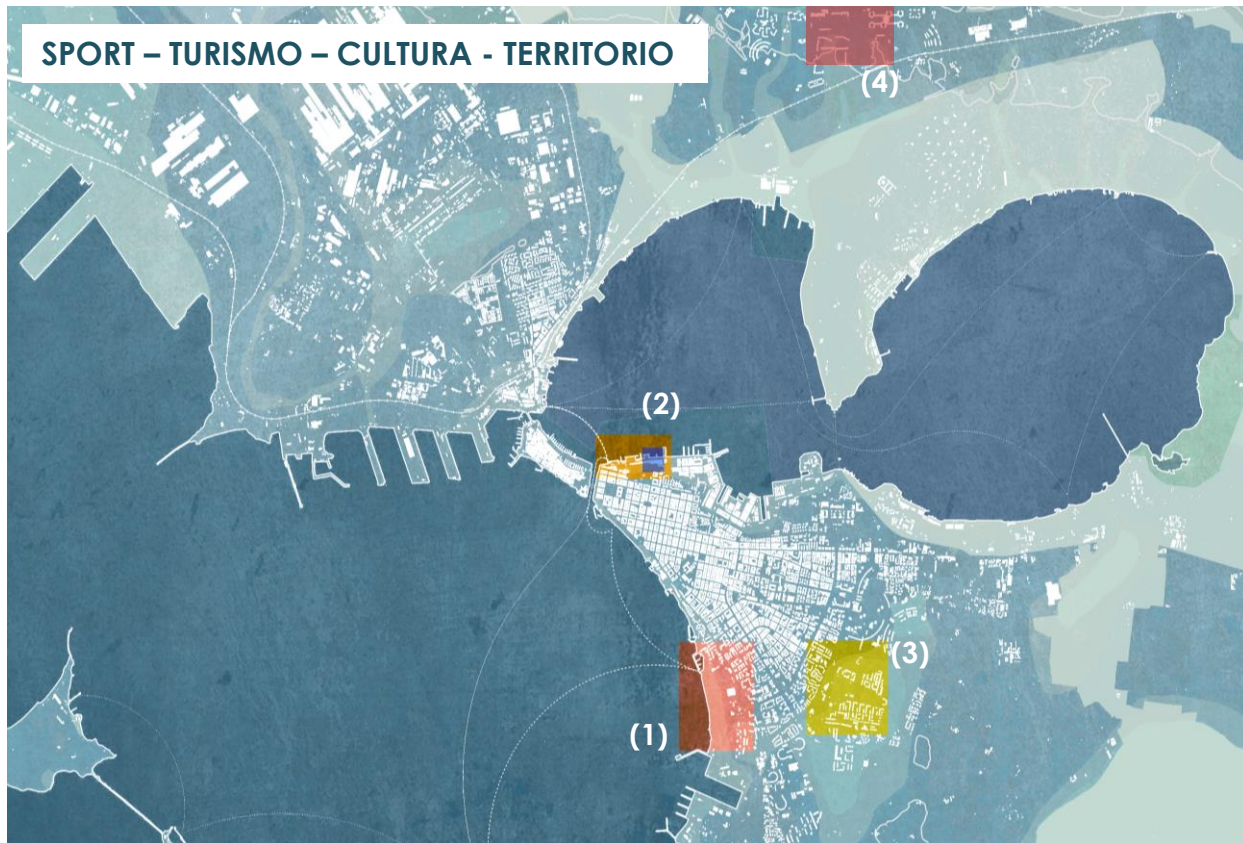 SPORT – TURISMO – CULTURA - TERRITORIO
(4)
(2)
(3)
(1)